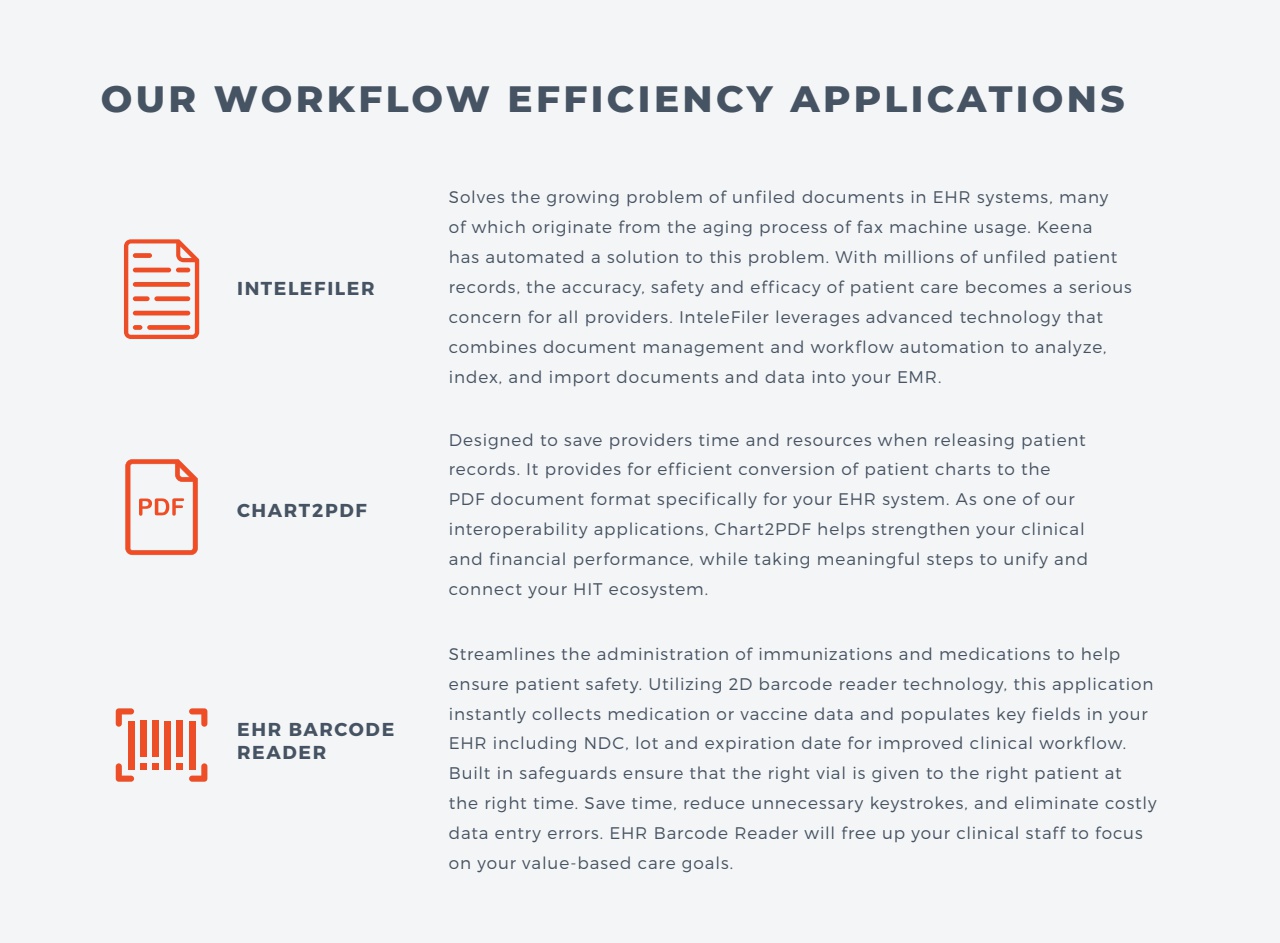 OUR WORKFLOW EFFICIENCY APPLICATIONS
INTELEFILER
Solves the growing problem of unfiled documents in EHR systems, many
of which originate from the aging process of fax machine usage. Keena
has automated a solution to this problem. With millions of unfiled patient
records, the accuracy, safety and efficacy of patient care becomes a serious
concern for all providers. InteleFiler leverages advanced technology that
combines document management and workflow automation to analyze,
index, and import documents and data into your EMR.
PDF
CHART2PDF
Designed to save providers time and resources when releasing patient
records. It provides for efficient conversion of patient charts to the
PDF document format specifically for your EHR system. As one of our
interoperability applications, Chart2PDF helps strengthen your clinical
and financial performance, while taking meaningful steps to unify and
connect your HIT ecosystem.
EHR BARCODE
READER
Streamlines the administration of immunizations and medications to help
ensure patient safety. Utilizing 2D barcode reader technology, this application
instantly collects medication or vaccine data and populates key fields in your
EHR including NDC, lot and expiration date for improved clinical workflow.
Built in safeguards ensure that the right vial is given to the right patient at
the right time. Save time, reduce unnecessary keystrokes, and eliminate costly
data entry errors. EHR Barcode Reader will free up your clinical staff to focus
on your value-based care goals.